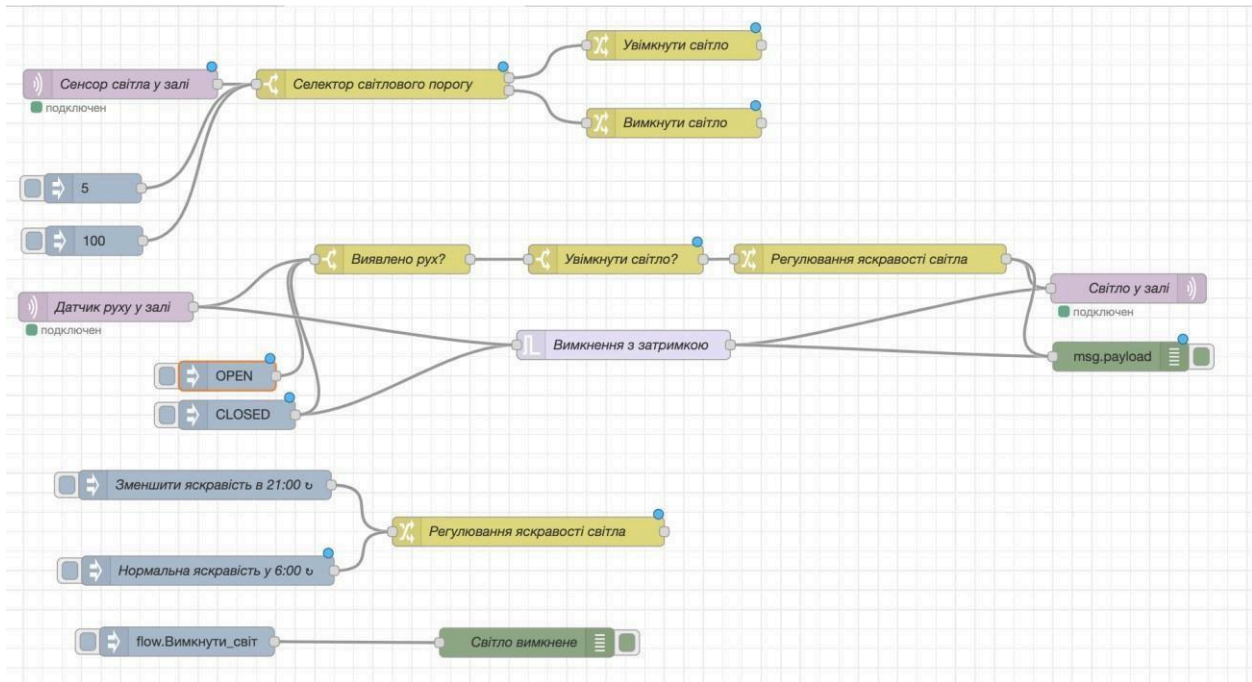 Увімкнути світло
Сенсор світла у залі
Селектор світлового порогу
подключен
Вимкнути світло
5
100
Виявлено рух?
Увімкнути світло?
Регулювання яскравості світла
Світло у залі
подключен
Датчик руху у залі
подключен
Вимкнення з затримкою
msg.payload
OPEN
CLOSED
Зменшити яскравість в 21:00 ↻
Регулювання яскравості світла
Нормальна яскравість у 6:00 ↻
flow.Вимкнути_світ
Світло вимкнене